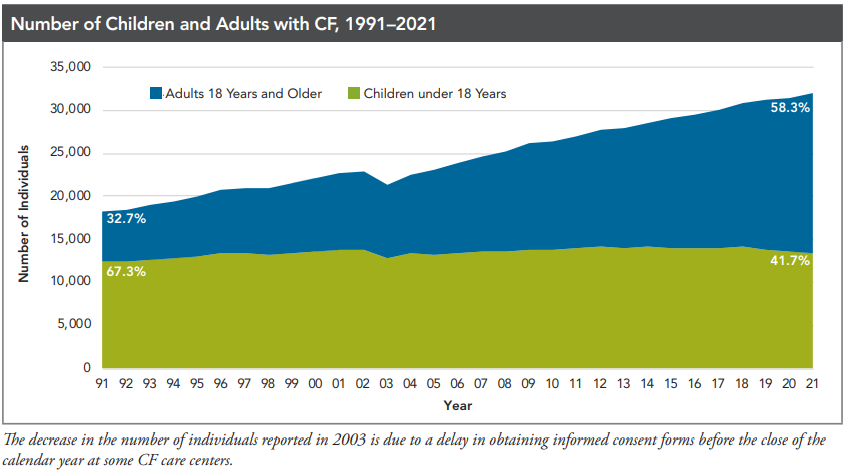 Number of Children and Adults with CF, 1991–2021
35,000
30,000
25,000
20,000
15,000
10,000
5,000
0
Number of Individuals
Adults 18 Years and Older
Children under 18 Years
58.3%
32.7%
67.3%
41.7%
91 92 93 94 95 96 97 98 99 00 01 02 03 04 05 06 07 08 09 10 11 12 13 14 15 16 17 18 19 20 21
Year
The decrease in the number of individuals reported in 2003 is due to a delay in obtaining informed consent forms before the close of the
calendar year at some CF care centers.